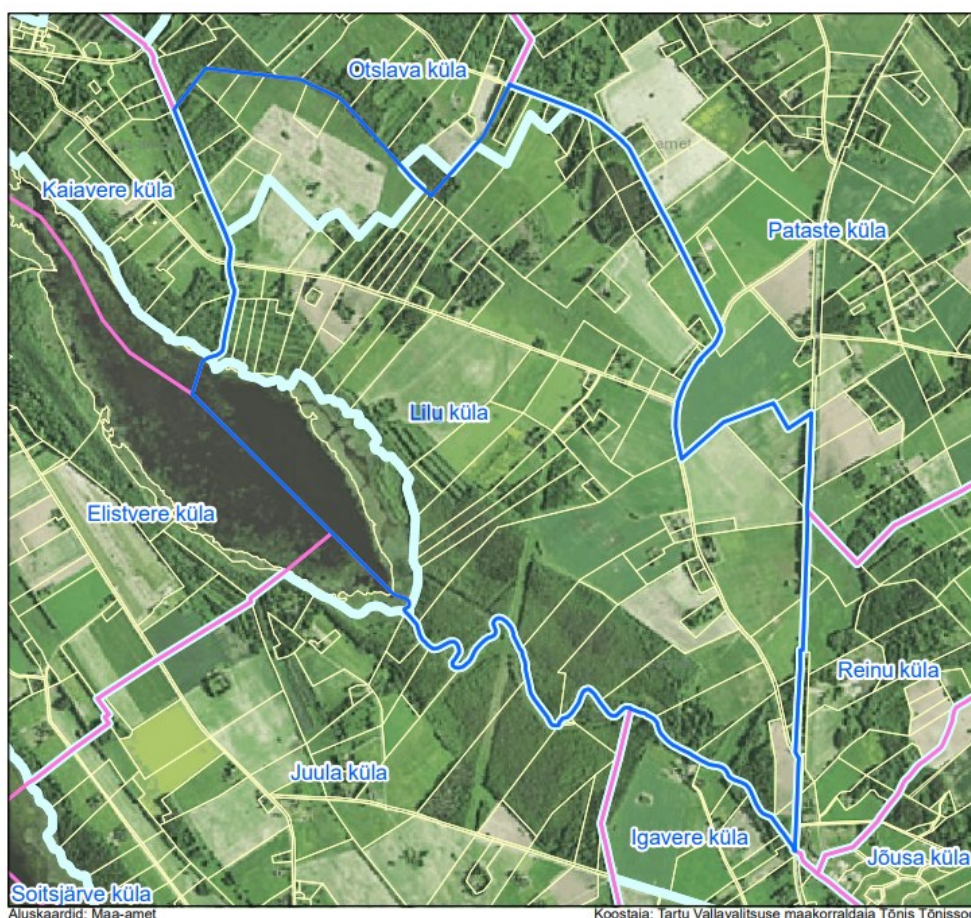 Otslava küla
Kaiavere küla
Pataste küla
Lilu küla
Elistvere küla
Reinu küla
Juula küla
Igavere küla
Jõusa küla
Soitsjärve küla
Aluskaardid: Maa-amet
Koostaja: Tartu Vallavalitsuse maakorraldaja Tõnis Tõnissoo